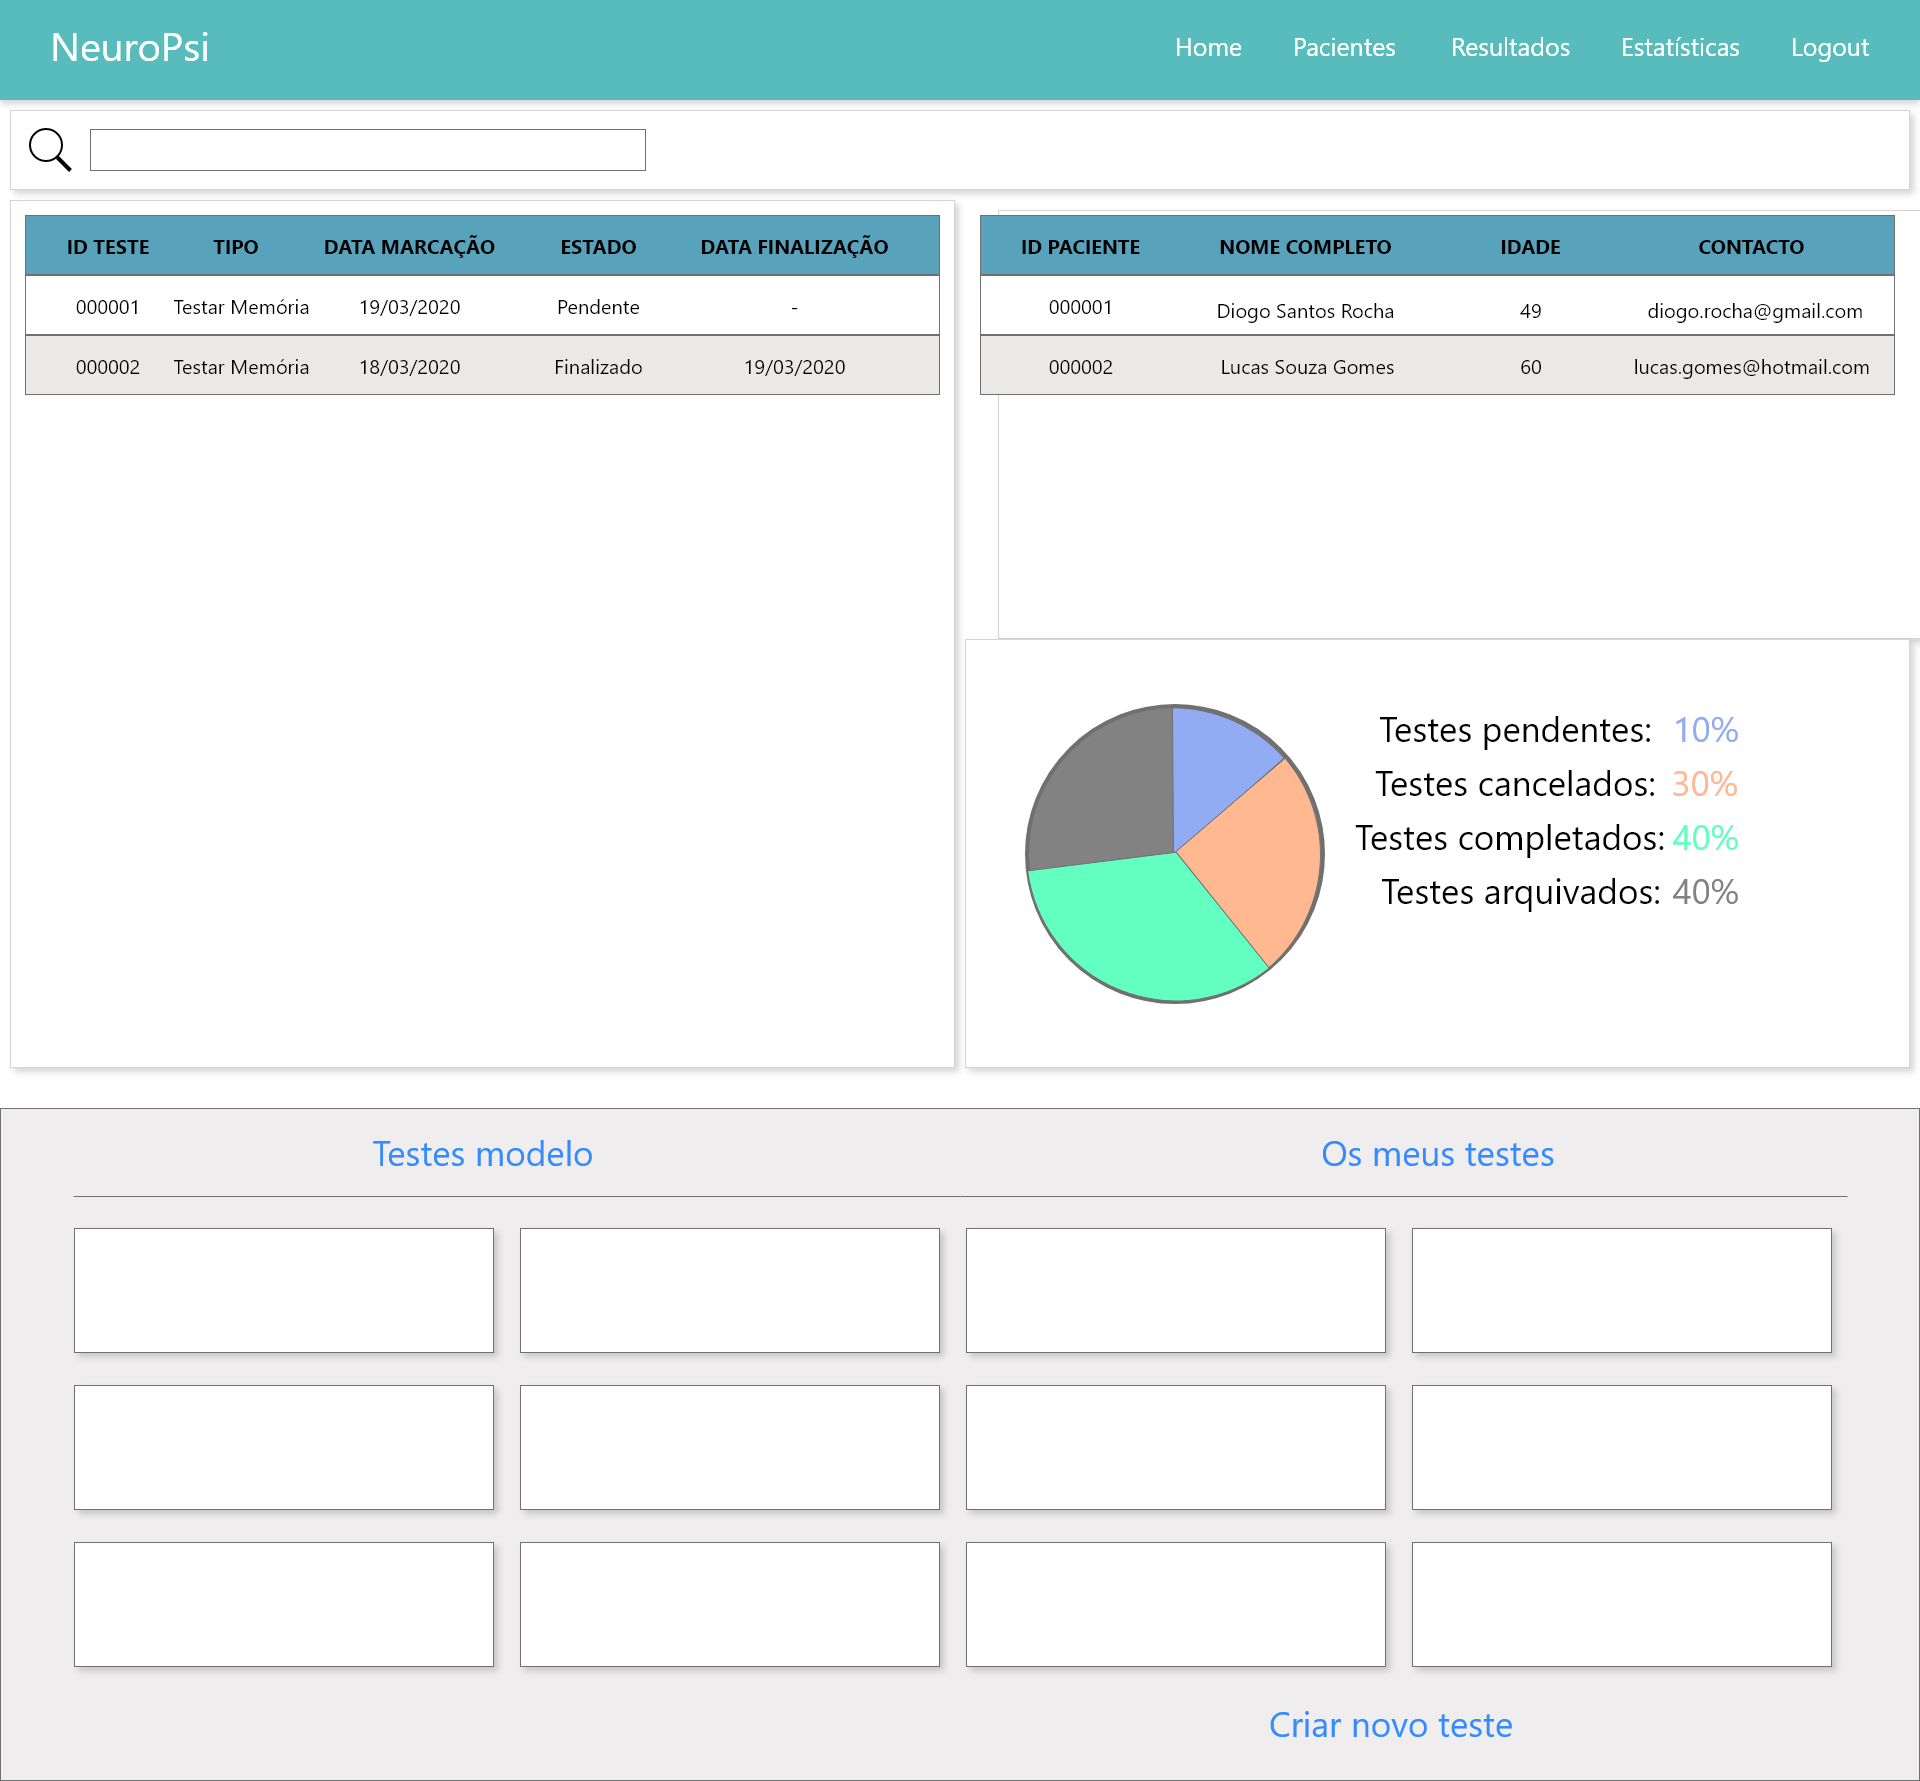 NeuroPsi
Home Pacientes Resultados Estatísticas Logout
ID TESTE TIPO DATA MARCAÇÃO ESTADO DATA FINALIZAÇÃO
000001 Testar Memória 19/03/2020 Pendente -
000002 Testar Memória 18/03/2020 Finalizado 19/03/2020
ID PACIENTE NOME COMPLETO IDADE CONTACTO
000001 Diogo Santos Rocha 49 diogo.rocha@gmail.com
000002 Lucas Souza Gomes 60 lucas.gomes@hotmail.com
Testes pendentes: 10%
Testes cancelados: 30%
Testes completados: 40%
Testes arquivados: 40%
Testes modelo
Os meus testes
Criar novo teste